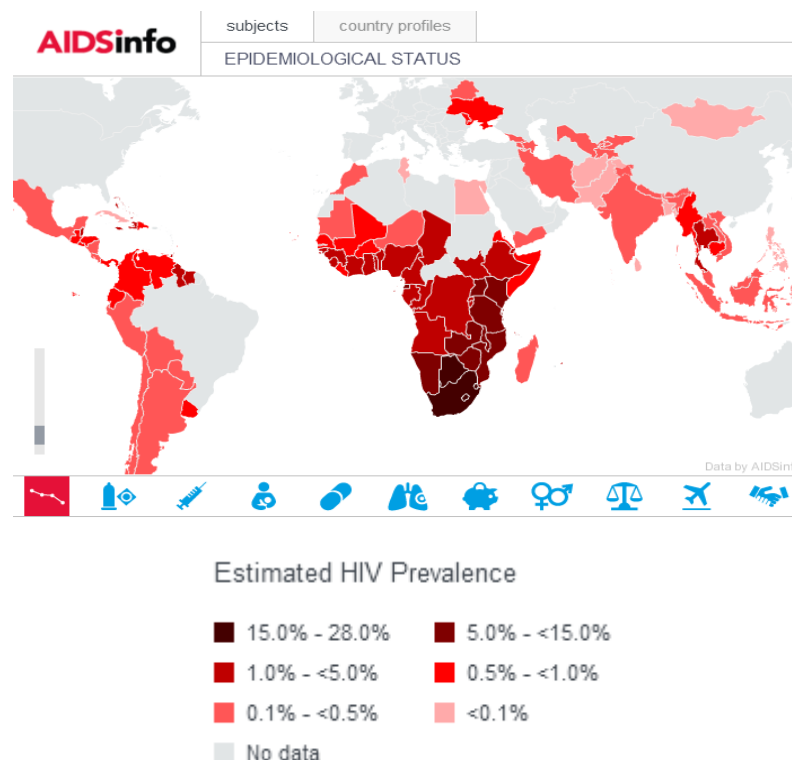 AIDSinfo
subjects
country profiles
EPIDEMIOLOGICAL STATUS
Data by AIDSin
Estimated HIV Prevalence
15.0% - 28.0%
5.0% - <15.0%
1.0% - <5.0%
0.5% - <1.0%
0.1% - <0.5%
<0.1%
No data